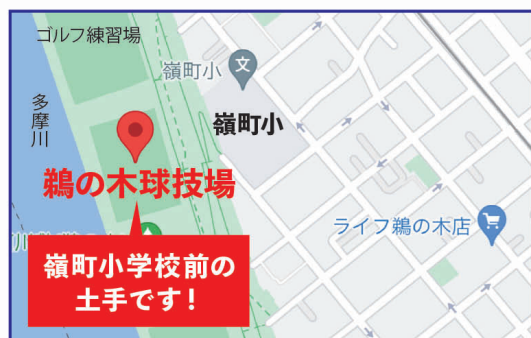 ゴルフ練習場
嶺町小
文
嶺町小
多摩川
鵜の木球技場
ライフ鵜の木店
嶺町小学校前の
土手です！